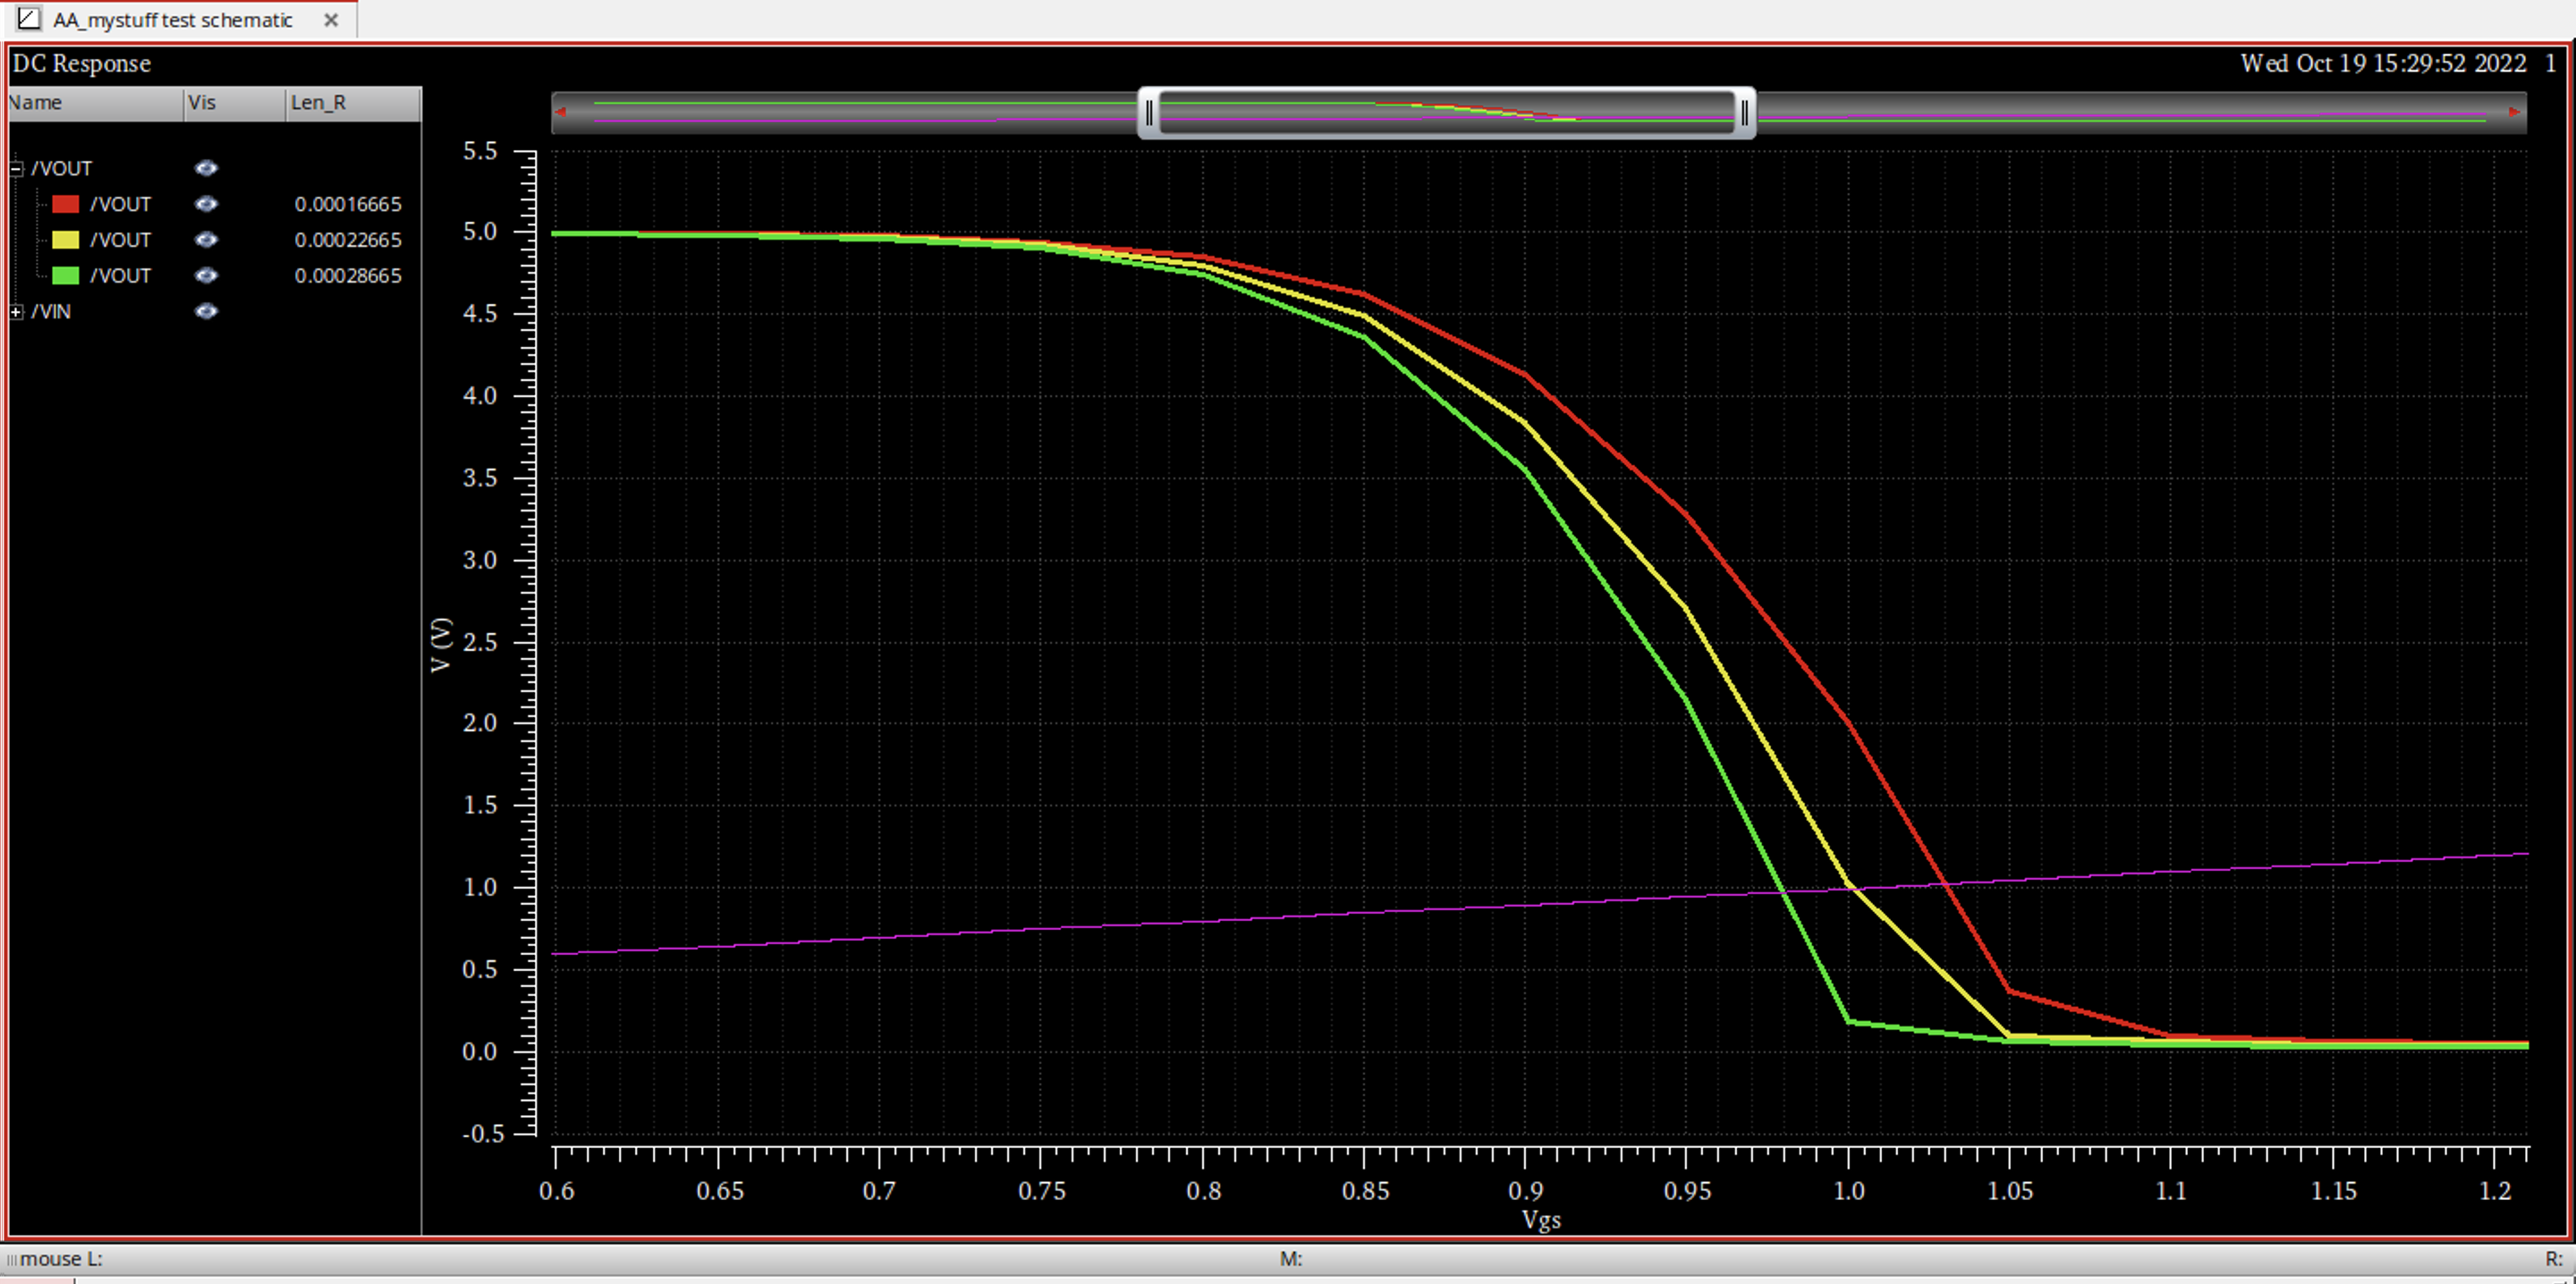 AA_mystuff test schematic
DC Response
Wed Oct 19 15:29:52 2022 1
Name Vis Len_R
/VOUT
/VOUT 0.00016665
/VOUT 0.00022665
/VOUT 0.00028665
/VIN
5.5
5.0
4.5
4.0
3.5
3.0
2.5
2.0
1.5
1.0
0.5
0.0
-0.5
V (V)
0.6 0.65 0.7 0.75 0.8 0.85 0.9 0.95 1.0 1.05 1.1 1.15 1.2
Vgs
mouse L: M: R: